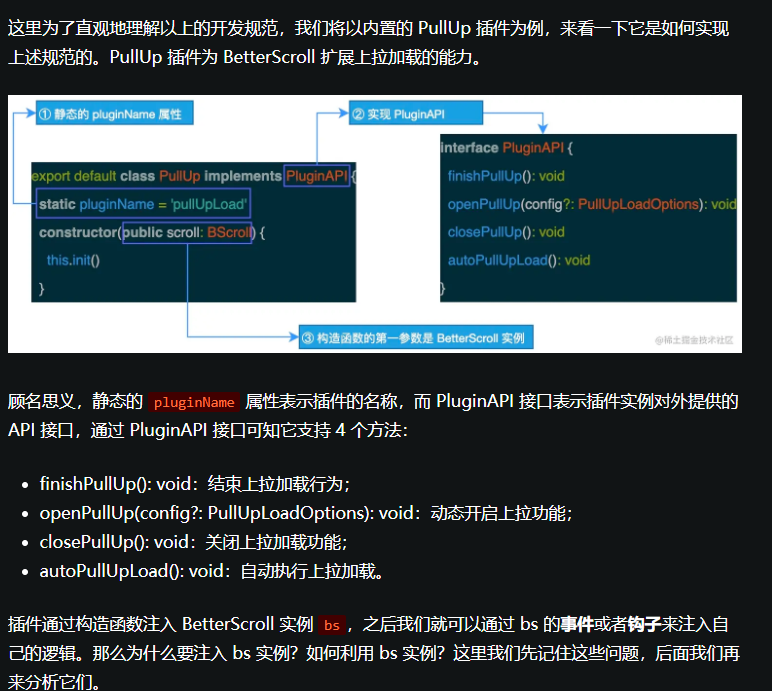 这里为了直观地理解以上的开发规范，我们将以内置的 PullUp 插件为例，来看一下它是如何实现
上述规范的。PullUp 插件为 BetterScroll 扩展上拉加载的能力。
① 静态的 pluginName 属性
② 实现 PluginAPI
export default class PullUp implements PluginAPI {
static pluginName = 'pullUpLoad'
constructor(public scroll: BScroll) {
this.init()
}
interface PluginAPI {
finishPullUp(): void
openPullUp(config?: PullUpLoadOptions): void
closePullUp(): void
autoPullUpLoad(): void
}
③ 构造函数的第一参数是 BetterScroll 实例
@稀土掘金技术社区
顾名思义，静态的 pluginName 属性表示插件的名称，而 PluginAPI 接口表示插件实例对外提供的
API 接口，通过 PluginAPI 接口可知它支持 4 个方法：
• finishPullUp(): void：结束上拉加载行为；
• openPullUp(config?: PullUpLoadOptions): void：动态开启上拉功能；
• closePullUp(): void：关闭上拉加载功能；
• autoPullUpLoad(): void：自动执行上拉加载。
插件通过构造函数注入 BetterScroll 实例 bs ，之后我们就可以通过 bs 的事件或者钩子来注入自
己的逻辑。那么为什么要注入 bs 实例？如何利用 bs 实例？这里我们先记住这些问题，后面我们再
来分析它们。